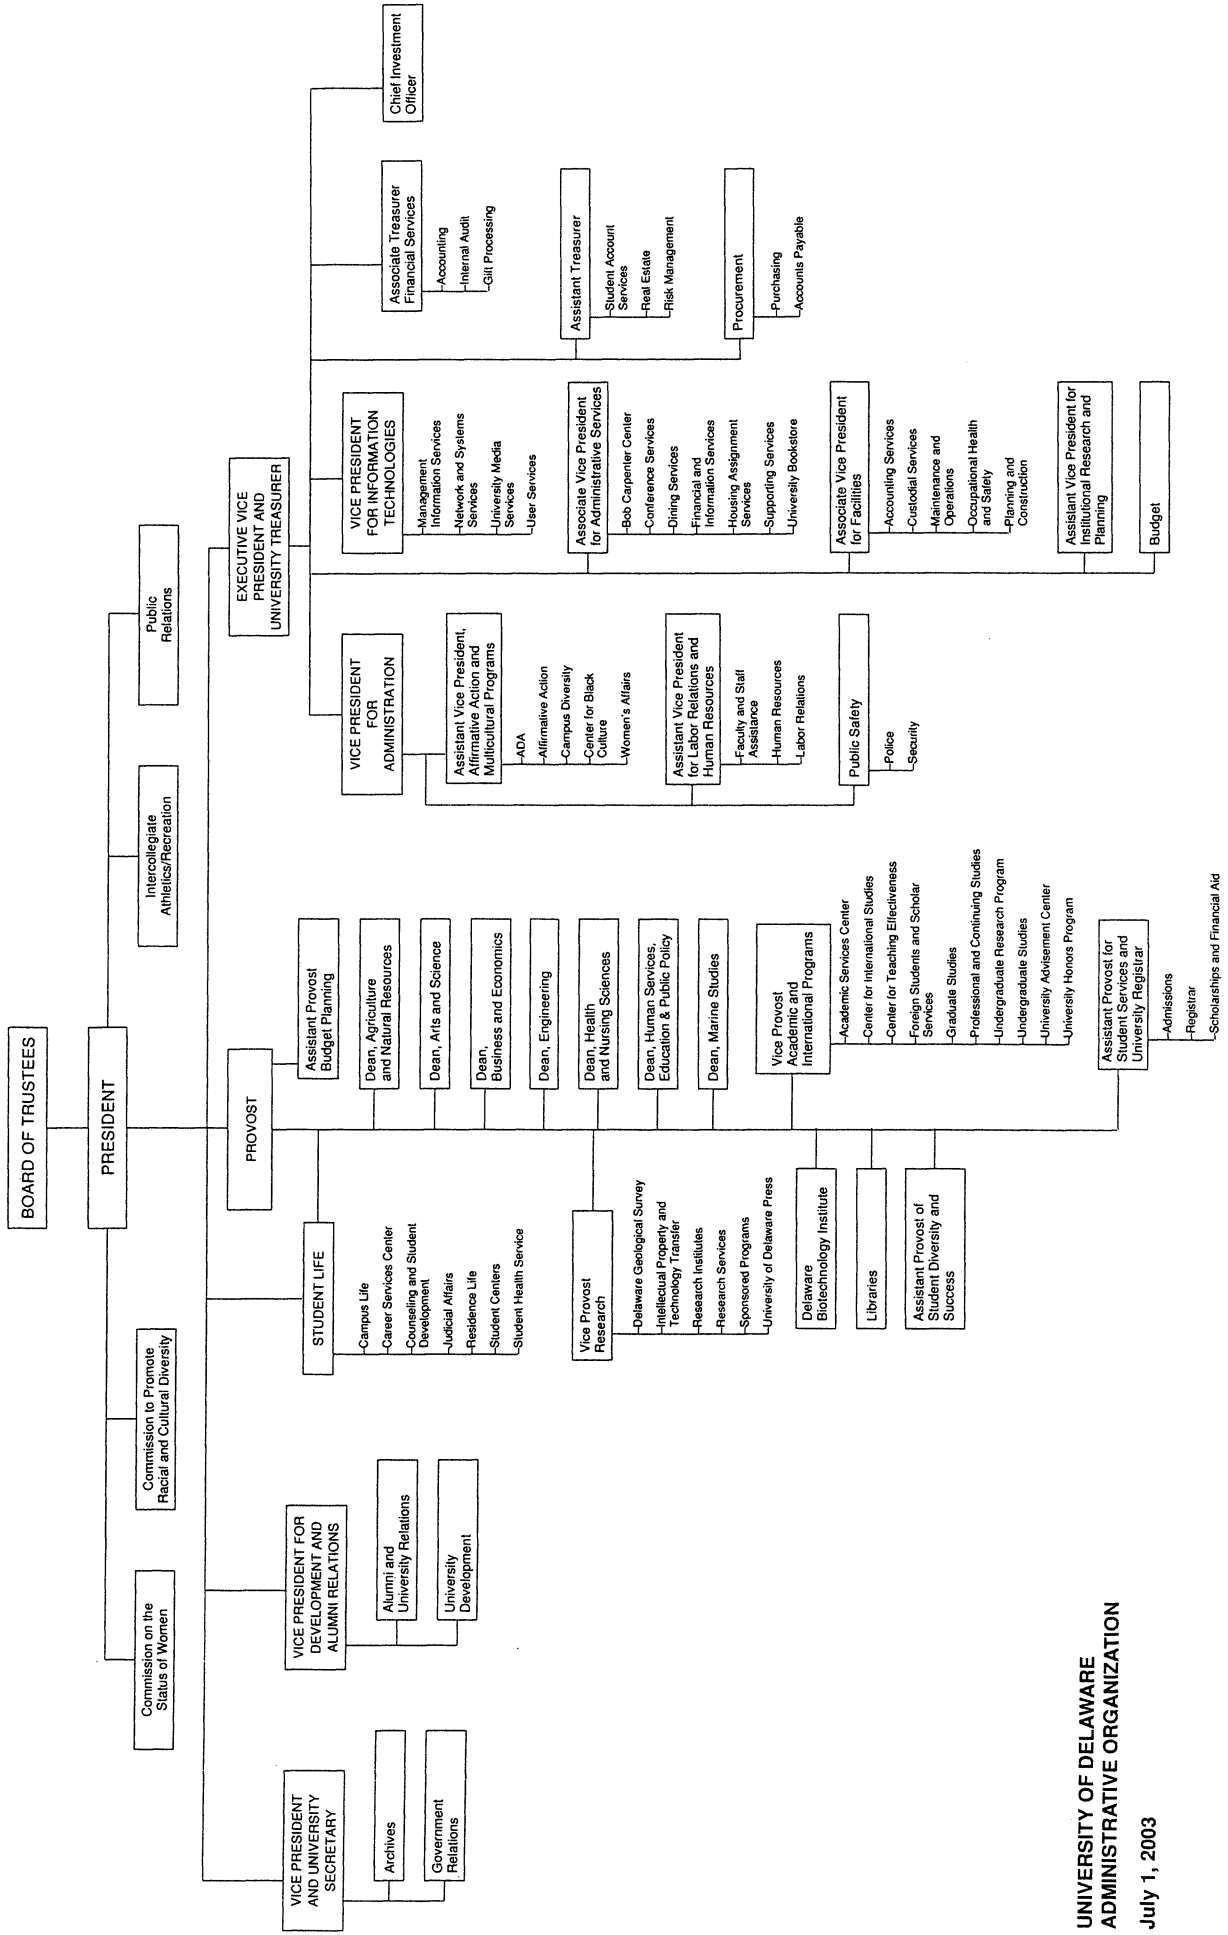 BOARD OF TRUSTEES
PRESIDENT
Commission on the
Status of Women
Commission to Promote
Racial and Cultural Diversity
Intercollegiate
Athletics/Recreation
Public
Relations
VICE PRESIDENT
AND UNIVERSITY
SECRETARY
Archives
Government
Relations
VICE PRESIDENT FOR
DEVELOPMENT AND
ALUMNI RELATIONS
Alumni and
University Relations
University
Development
STUDENT LIFE
Campus Life
Career Services Center
Counseling and Student
Development
Judicial Affairs
Residence Life
Student Centers
Student Health Service
PROVOST
Assistant Provost
Budget Planning
Dean, Agriculture
and Natural Resources
Dean, Arts and Science
Dean,
Business and Economics
Dean, Engineering
Dean, Health
and Nursing Sciences
Dean, Human Services,
Education & Public Policy
Dean, Marine Studies
Vice Provost
Research
Delaware Geological Survey
Intellectual Property and
Technology Transfer
Research Institutes
Research Services
Sponsored Programs
University of Delaware Press
Vice Provost
Academic and
International Programs
Academic Services Center
Center for International Studies
Center for Teaching Effectiveness
Foreign Students and Scholar
Services
Graduate Studies
Professional and Continuing Studies
Undergraduate Research Program
Undergraduate Studies
University Advisement Center
University Honors Program
Delaware
Biotechnology Institute
Libraries
Assistant Provost of
Student Diversity and
Success
Assistant Provost for
Student Services and
University Registrar
Admissions
Registrar
Scholarships and Financial Aid
EXECUTIVE VICE
PRESIDENT AND
UNIVERSITY TREASURER
VICE PRESIDENT
FOR
ADMINISTRATION
Assistant Vice President,
Affirmative Action and
Multicultural Programs
ADA
Affirmative Action
Campus Diversity
Center for Black
Culture
Women's Affairs
Assistant Vice President
for Labor Relations and
Human Resources
Faculty and Staff
Assistance
Human Resources
Labor Relations
Public Safety
Police
Security
VICE PRESIDENT
FOR INFORMATION
TECHNOLOGIES
Management
Information Services
Network and Systems
Services
University Media
Services
User Services
Associate Vice President
for Administrative Services
Bob Carpenter Center
Conference Services
Dining Services
Financial and
Information Services
Housing Assignment
Services
Supporting Services
University Bookstore
Associate Vice President
for Facilities
Accounting Services
Custodial Services
Maintenance and
Operations
Occupational Health
and Safety
Planning and
Construction
Assistant Vice President for
Institutional Research and
Planning
Budget
Associate Treasurer
Financial Services
Accounting
Internal Audit
Gift Processing
Assistant Treasurer
Student Account
Services
Real Estate
Risk Management
Procurement
Purchasing
Accounts Payable
Chief Investment
Officer
UNIVERSITY OF DELAWARE
ADMINISTRATIVE ORGANIZATION
July 1, 2003